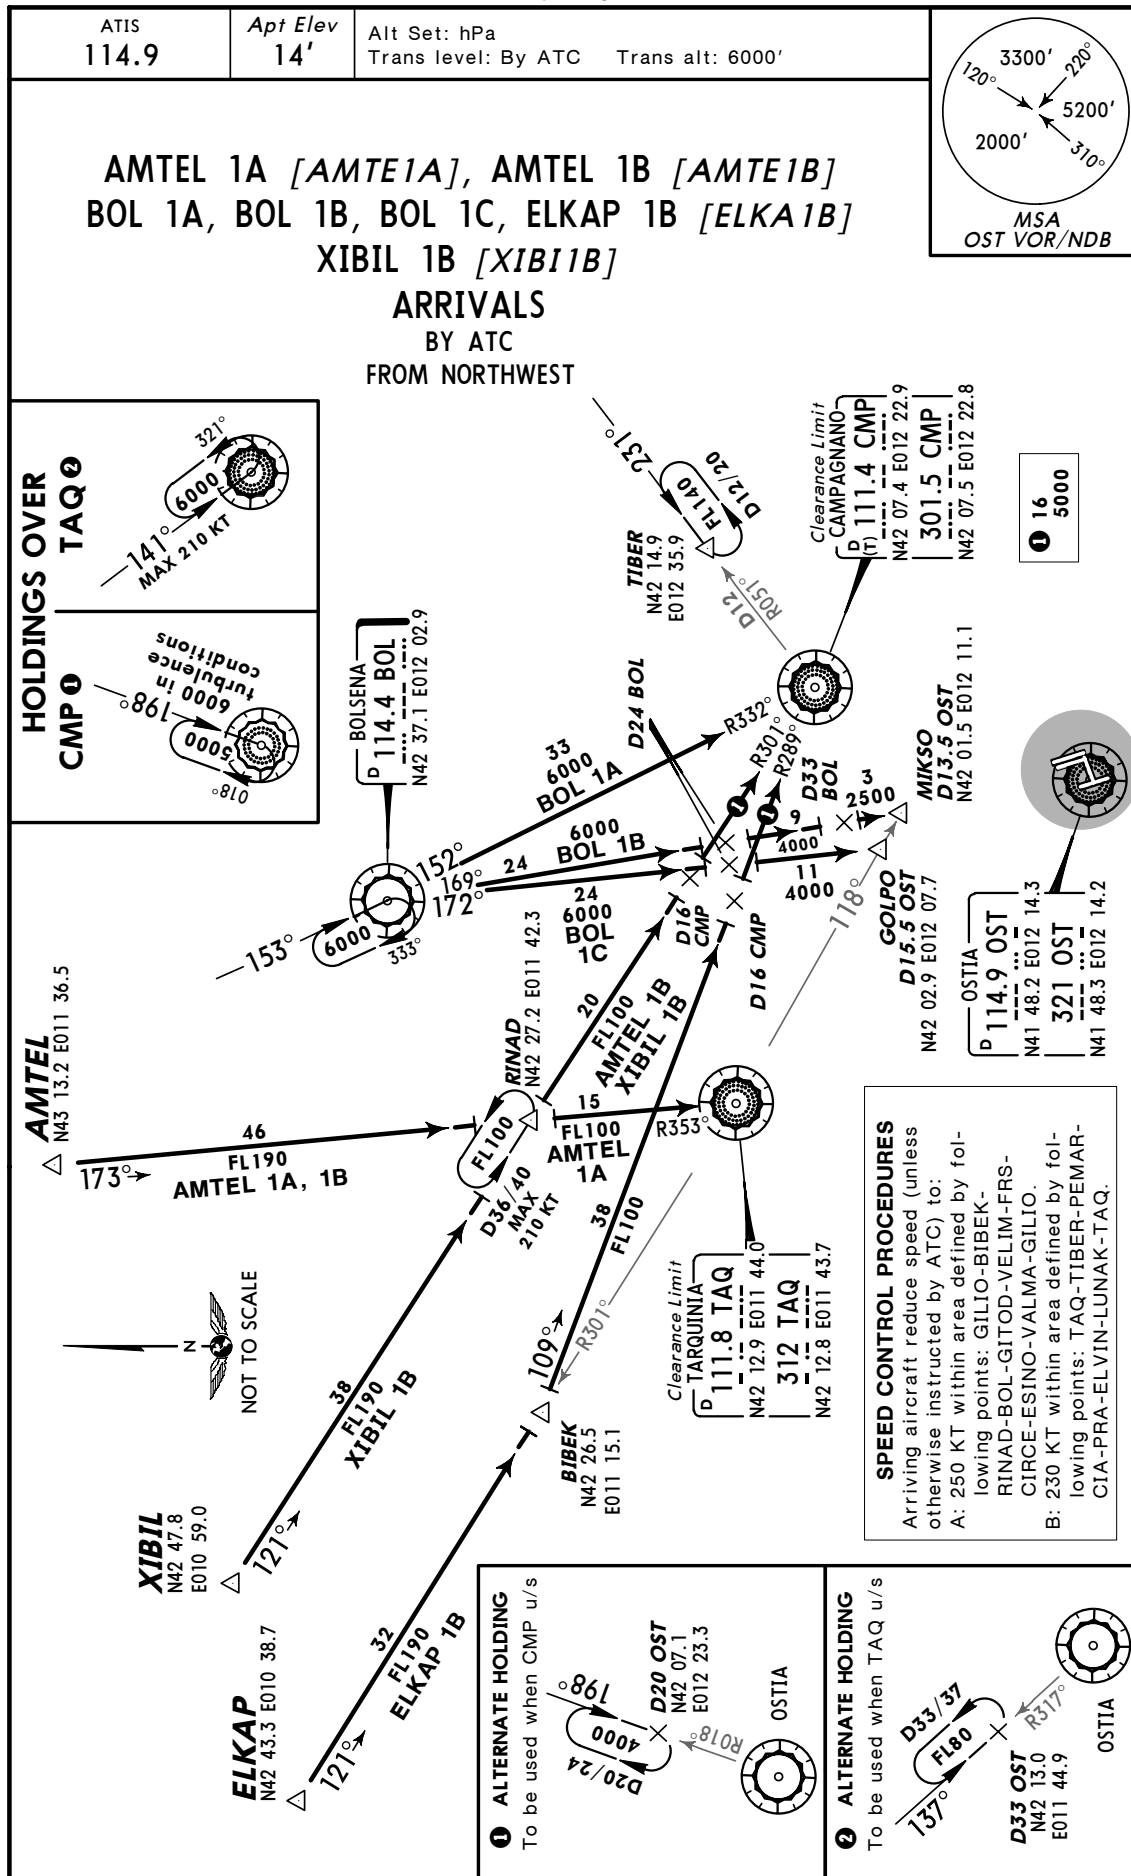 ATIS
114.9
Apt Elev
14'
Alt Set: hPa
Trans level: By ATC Trans alt: 6000'
3300'
120°
220°
5200'
2000'
310°
MSA
OST VOR/NDB
AMTEL 1A [AMTE1A], AMTEL 1B [AMTE1B]
BOL 1A, BOL 1B, BOL 1C, ELKAP 1B [ELKA1B]
XIBIL 1B [XIBI1B]
ARRIVALS
BY ATC
FROM NORTHWEST
HOLDINGS OVER
CMP 1
TAQ 2
141°
MAX 210 KT
6000
321°
198°
6000 in
turbulence
conditions
5000
018°
BOLSENA
D 114.4 BOL
N42 37.1 E012 02.9
153°
6000
333°
152°
169°
172°
33
6000
BOL 1A
24
6000
BOL 1B
24
6000
BOL
1C
231°
FL140
D12/20
TIBER
N42 14.9
E012 35.9
D12
R051°
Clearance Limit
CAMPAGNANO
D
(T) 111.4 CMP
N42 07.4 E012 22.9
301.5 CMP
N42 07.5 E012 22.8
1 16
5000
D24 BOL
R332°
R301°
R289°
1
1
D33
BOL
9
4000
3
2500
11
4000
MIKSO
D13.5 OST
N42 01.5 E012 11.1
GOLPO
D15.5 OST
N42 02.9 E012 07.7
118°
D16
CMP
D16 CMP
OSTIA
D 114.9 OST
N41 48.2 E012 14.3
321 OST
N41 48.3 E012 14.2
AMTEL
N43 13.2 E011 36.5
173°
46
FL190
AMTEL 1A, 1B
RINAD
N42 27.2 E011 42.3
FL100
D36/40
MAX
210 KT
20
FL100
AMTEL 1B
XIBIL 1B
15
FL100
AMTEL
1A
R353°
38
FL100
109°
R301°
Clearance Limit
TARQUINIA
D 111.8 TAQ
N42 12.9 E011 44.0
312 TAQ
N42 12.8 E011 43.7
N
NOT TO SCALE
XIBIL
N42 47.8
E010 59.0
121°
38
FL190
XIBIL 1B
BIBEK
N42 26.5
E011 15.1
ELKAP
N42 43.3 E010 38.7
121°
32
FL190
ELKAP 1B
SPEED CONTROL PROCEDURES
Arriving aircraft reduce speed (unless
otherwise instructed by ATC) to:
A: 250 KT within area defined by fol-
lowing points: GILIO-BIBEK-
RINAD-BOL-GITOD-VELIM-FRS-
CIRCE-ESINO-VALMA-GILIO.
B: 230 KT within area defined by fol-
lowing points: TAQ-TIBER-PEMAR-
CIA-PRA-ELVIN-LUNAK-TAQ.
1 ALTERNATE HOLDING
To be used when CMP u/s
198°
4000
D20/24
D20 OST
N42 07.1
E012 23.3
R018°
OSTIA
2 ALTERNATE HOLDING
To be used when TAQ u/s
137°
FL80
D33/37
D33 OST
N42 13.0
E011 44.9
R317°
OSTIA